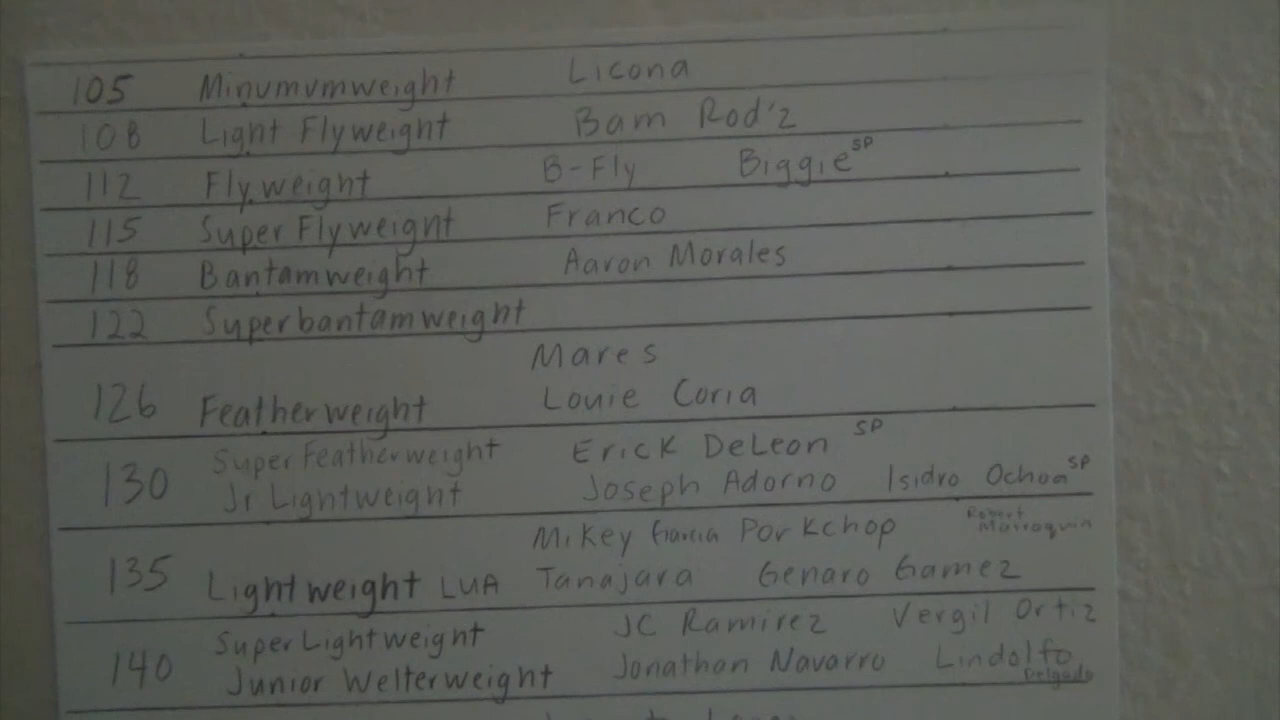 105 Minumumweight Licona
108 Light Flyweight Bam Rod'z
112 Flyweight B-Fly Biggie SP
115 Super Flyweight Franco
118 Bantamweight Aaron Morales
122 Superbantamweight
Mares
126 Featherweight Louie Coria
Super Featherweight Erick DeLeon SP
130 Jr Lightweight Joseph Adorno Isidro Ochoa SP
Mikey Garcia Porkchop Robert Marroquin
135 Lightweight LUA Tanajara Genaro Gamez
Super Lightweight JC Ramirez Vergil Ortiz
140 Junior Welterweight Jonathan Navarro Lindolfo Delgado